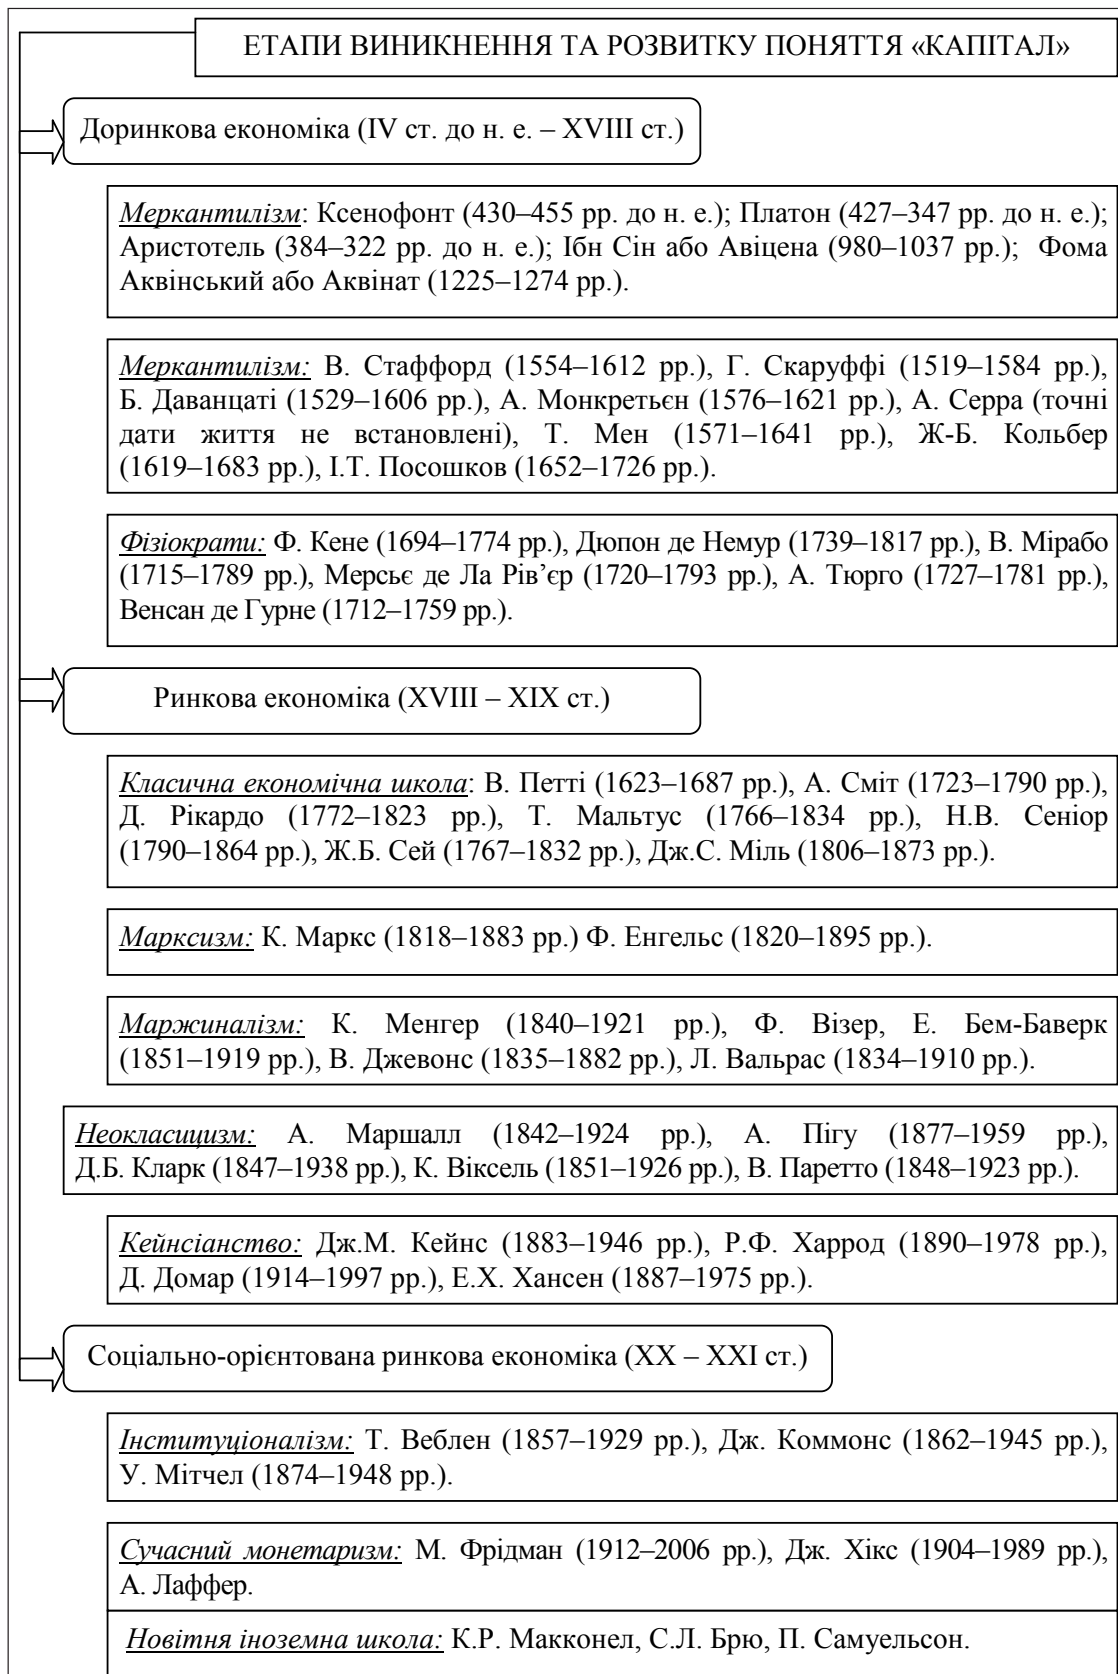 ЕТАПИ ВИНИКНЕННЯ ТА РОЗВИТКУ ПОНЯТТЯ «КАПІТАЛ»
Доринкова економіка (IV ст. до н. е. – XVIII ст.)
Меркантилізм: Ксенофонт (430–455 рр. до н. е.); Платон (427–347 рр. до н. е.);
Аристотель (384–322 рр. до н. е.); Ібн Сін або Авіцена (980–1037 рр.); Фома
Аквінський або Аквінат (1225–1274 рр.).
Меркантилізм: В. Стаффорд (1554–1612 рр.), Г. Скаруффі (1519–1584 рр.),
Б. Даванцаті (1529–1606 рр.), А. Монкретьєн (1576–1621 рр.), А. Серра (точні
дати життя не встановлені), Т. Мен (1571–1641 рр.), Ж-Б. Кольбер
(1619–1683 рр.), І.Т. Посошков (1652–1726 рр.).
Фізіократи: Ф. Кене (1694–1774 рр.), Дюпон де Немур (1739–1817 рр.), В. Мірабо
(1715–1789 рр.), Мерсьє де Ла Рів’єр (1720–1793 рр.), А. Тюрго (1727–1781 рр.),
Венсан де Гурне (1712–1759 рр.).
Ринкова економіка (XVIII – XIX ст.)
Класична економічна школа: В. Петті (1623–1687 рр.), А. Сміт (1723–1790 рр.),
Д. Рікардо (1772–1823 рр.), Т. Мальтус (1766–1834 рр.), Н.В. Сеніор
(1790–1864 рр.), Ж.Б. Сей (1767–1832 рр.), Дж.С. Міль (1806–1873 рр.).
Марксизм: К. Маркс (1818–1883 рр.) Ф. Енгельс (1820–1895 рр.).
Маржиналізм: К. Менгер (1840–1921 рр.), Ф. Візер, Е. Бем-Баверк
(1851–1919 рр.), В. Джевонс (1835–1882 рр.), Л. Вальрас (1834–1910 рр.).
Неокласицизм: А. Маршалл (1842–1924 рр.), А. Пігу (1877–1959 рр.),
Д.Б. Кларк (1847–1938 рр.), К. Віксель (1851–1926 рр.), В. Паретто (1848–1923 рр.).
Кейнсіанство: Дж.М. Кейнс (1883–1946 рр.), Р.Ф. Харрод (1890–1978 рр.),
Д. Домар (1914–1997 рр.), Е.Х. Хансен (1887–1975 рр.).
Соціально-орієнтована ринкова економіка (XX – XXI ст.)
Інституціоналізм: Т. Веблен (1857–1929 рр.), Дж. Коммонс (1862–1945 рр.),
У. Мітчел (1874–1948 рр.).
Сучасний монетаризм: М. Фрідман (1912–2006 рр.), Дж. Хікс (1904–1989 рр.),
А. Лаффер.
Новітня іноземна школа: К.Р. Макконел, С.Л. Брю, П. Самуельсон.